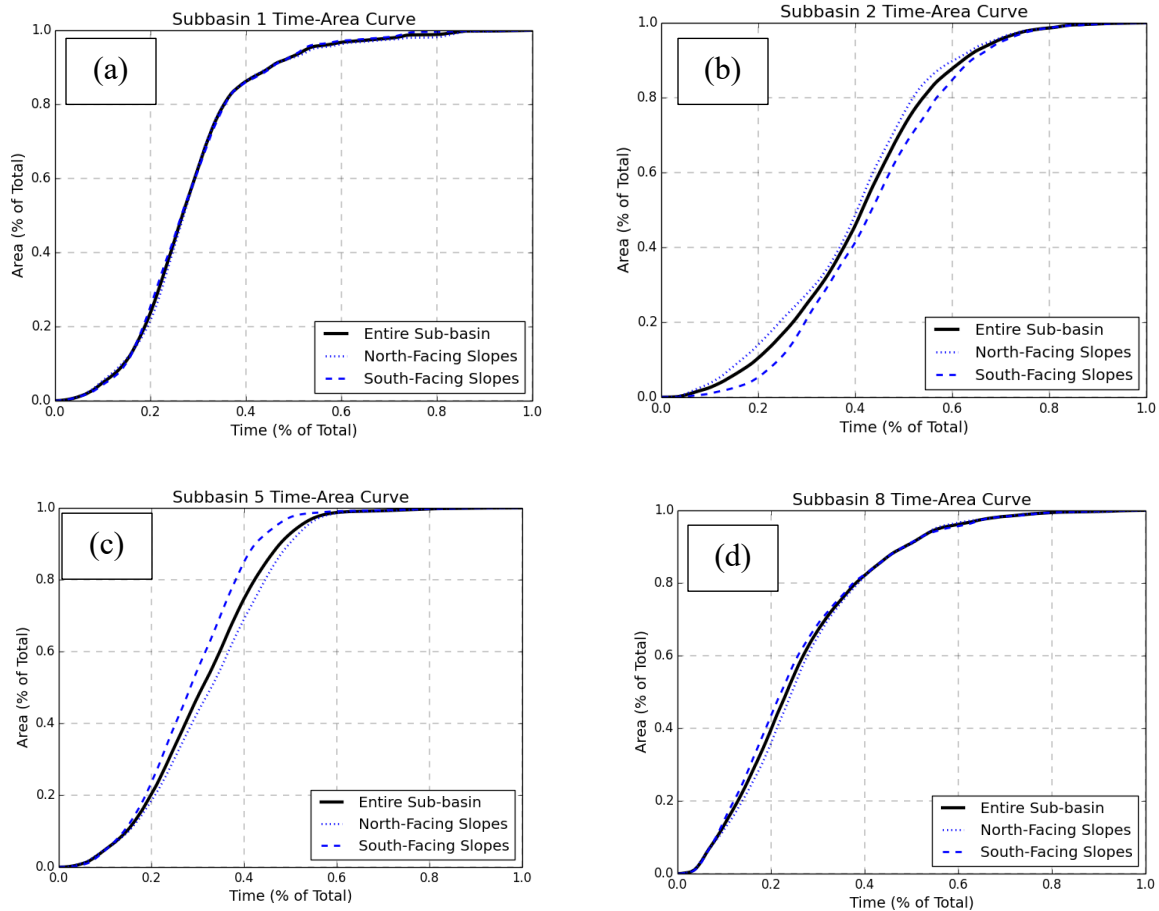 Subbasin 1 Time-Area Curve
(a)
Area (% of Total)
1.0
0.8
0.6
0.4
0.2
0.0
0.0 0.2 0.4 0.6 0.8 1.0
Time (% of Total)
Entire Sub-basin
North-Facing Slopes
South-Facing Slopes
Subbasin 2 Time-Area Curve
(b)
Area (% of Total)
1.0
0.8
0.6
0.4
0.2
0.0
0.0 0.2 0.4 0.6 0.8 1.0
Time (% of Total)
Entire Sub-basin
North-Facing Slopes
South-Facing Slopes
Subbasin 5 Time-Area Curve
(c)
Area (% of Total)
1.0
0.8
0.6
0.4
0.2
0.0
0.0 0.2 0.4 0.6 0.8 1.0
Time (% of Total)
Entire Sub-basin
North-Facing Slopes
South-Facing Slopes
Subbasin 8 Time-Area Curve
(d)
Area (% of Total)
1.0
0.8
0.6
0.4
0.2
0.0
0.0 0.2 0.4 0.6 0.8 1.0
Time (% of Total)
Entire Sub-basin
North-Facing Slopes
South-Facing Slopes